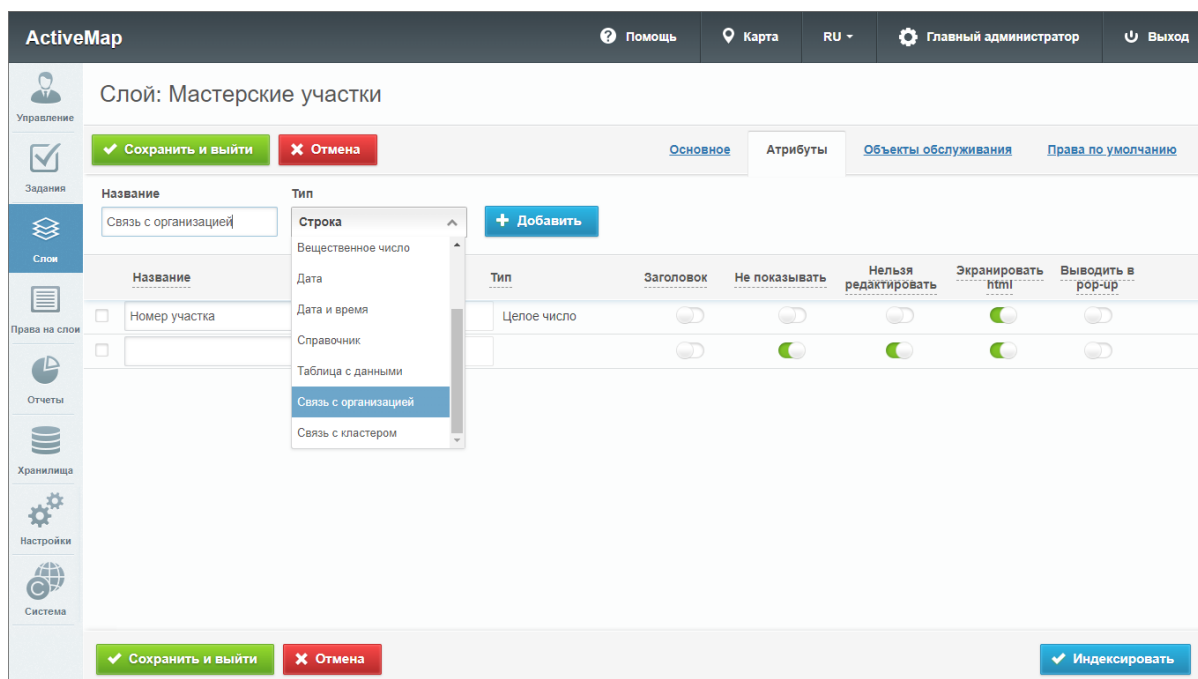 ActiveMap
Помощь
Карта
RU
Главный администратор
Выход
Управление
Задания
Слои
Права на слои
Отчеты
Хранилища
Настройки
Система
Слой: Мастерские участки
Сохранить и выйти
Отмена
Основное
Атрибуты
Объекты обслуживания
Права по умолчанию
Название
Тип
Связь с организацией
Строка
Добавить
Вещественное число
Дата
Дата и время
Справочник
Таблица с данными
Связь с организацией
Связь с кластером
Название
Тип
Заголовок
Не показывать
Нельзя
редактировать
Экранировать
html
Выводить в
pop-up
Номер участка
Целое число
Сохранить и выйти
Отмена
Индексировать